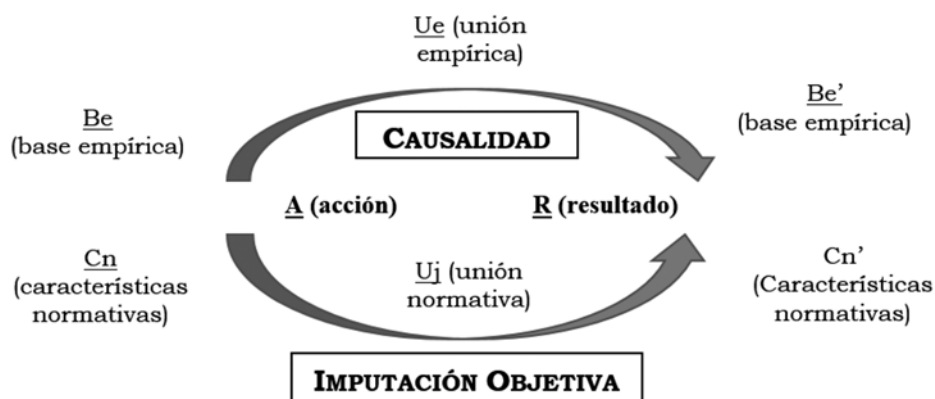 Ue (unión
empírica)
Be
(base empírica)
Be’
(base empírica)
CAUSALIDAD
A (acción)
R (resultado)
Cn
(características
normativas)
Uj (unión
normativa)
Cn’
(Características
normativas)
IMPUTACIÓN OBJETIVA